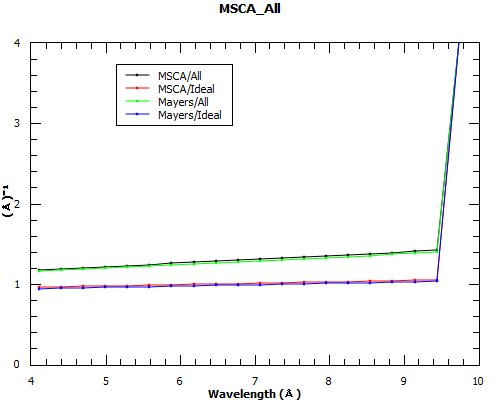 MSCA_All
4
3
2
1
0
(Å)⁻¹
MSCA/All
MSCA/Ideal
Mayers/All
Mayers/Ideal
4 5 6 7 8 9 10
Wavelength (Å)